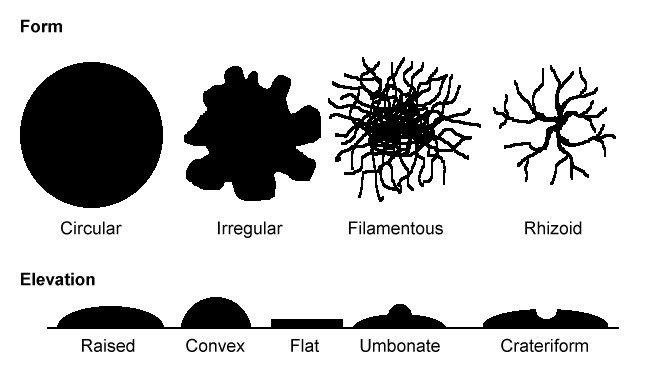 Form
Circular Irregular Filamentous Rhizoid
Elevation
Raised Convex Flat Umbonate Crateriform